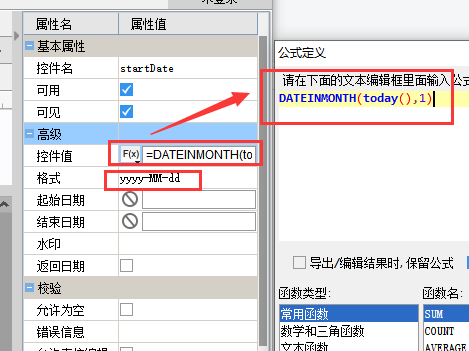 属性名 属性值
基本属性
控件名 startDate
可用
可见
高级
控件值 F(x) =DATEINMONTH(to
格式 yyyy-MM-dd
起始日期
结束日期
水印
返回日期
校验
允许为空
错误信息
公式定义
请在下面的文本编辑框里面输入公式
DATEINMONTH(today(),1)
导出/编辑结果时,保留公式
函数类型: 函数名:
常用函数 SUM
数学和三角函数 COUNT
文本函数 AVERAGE